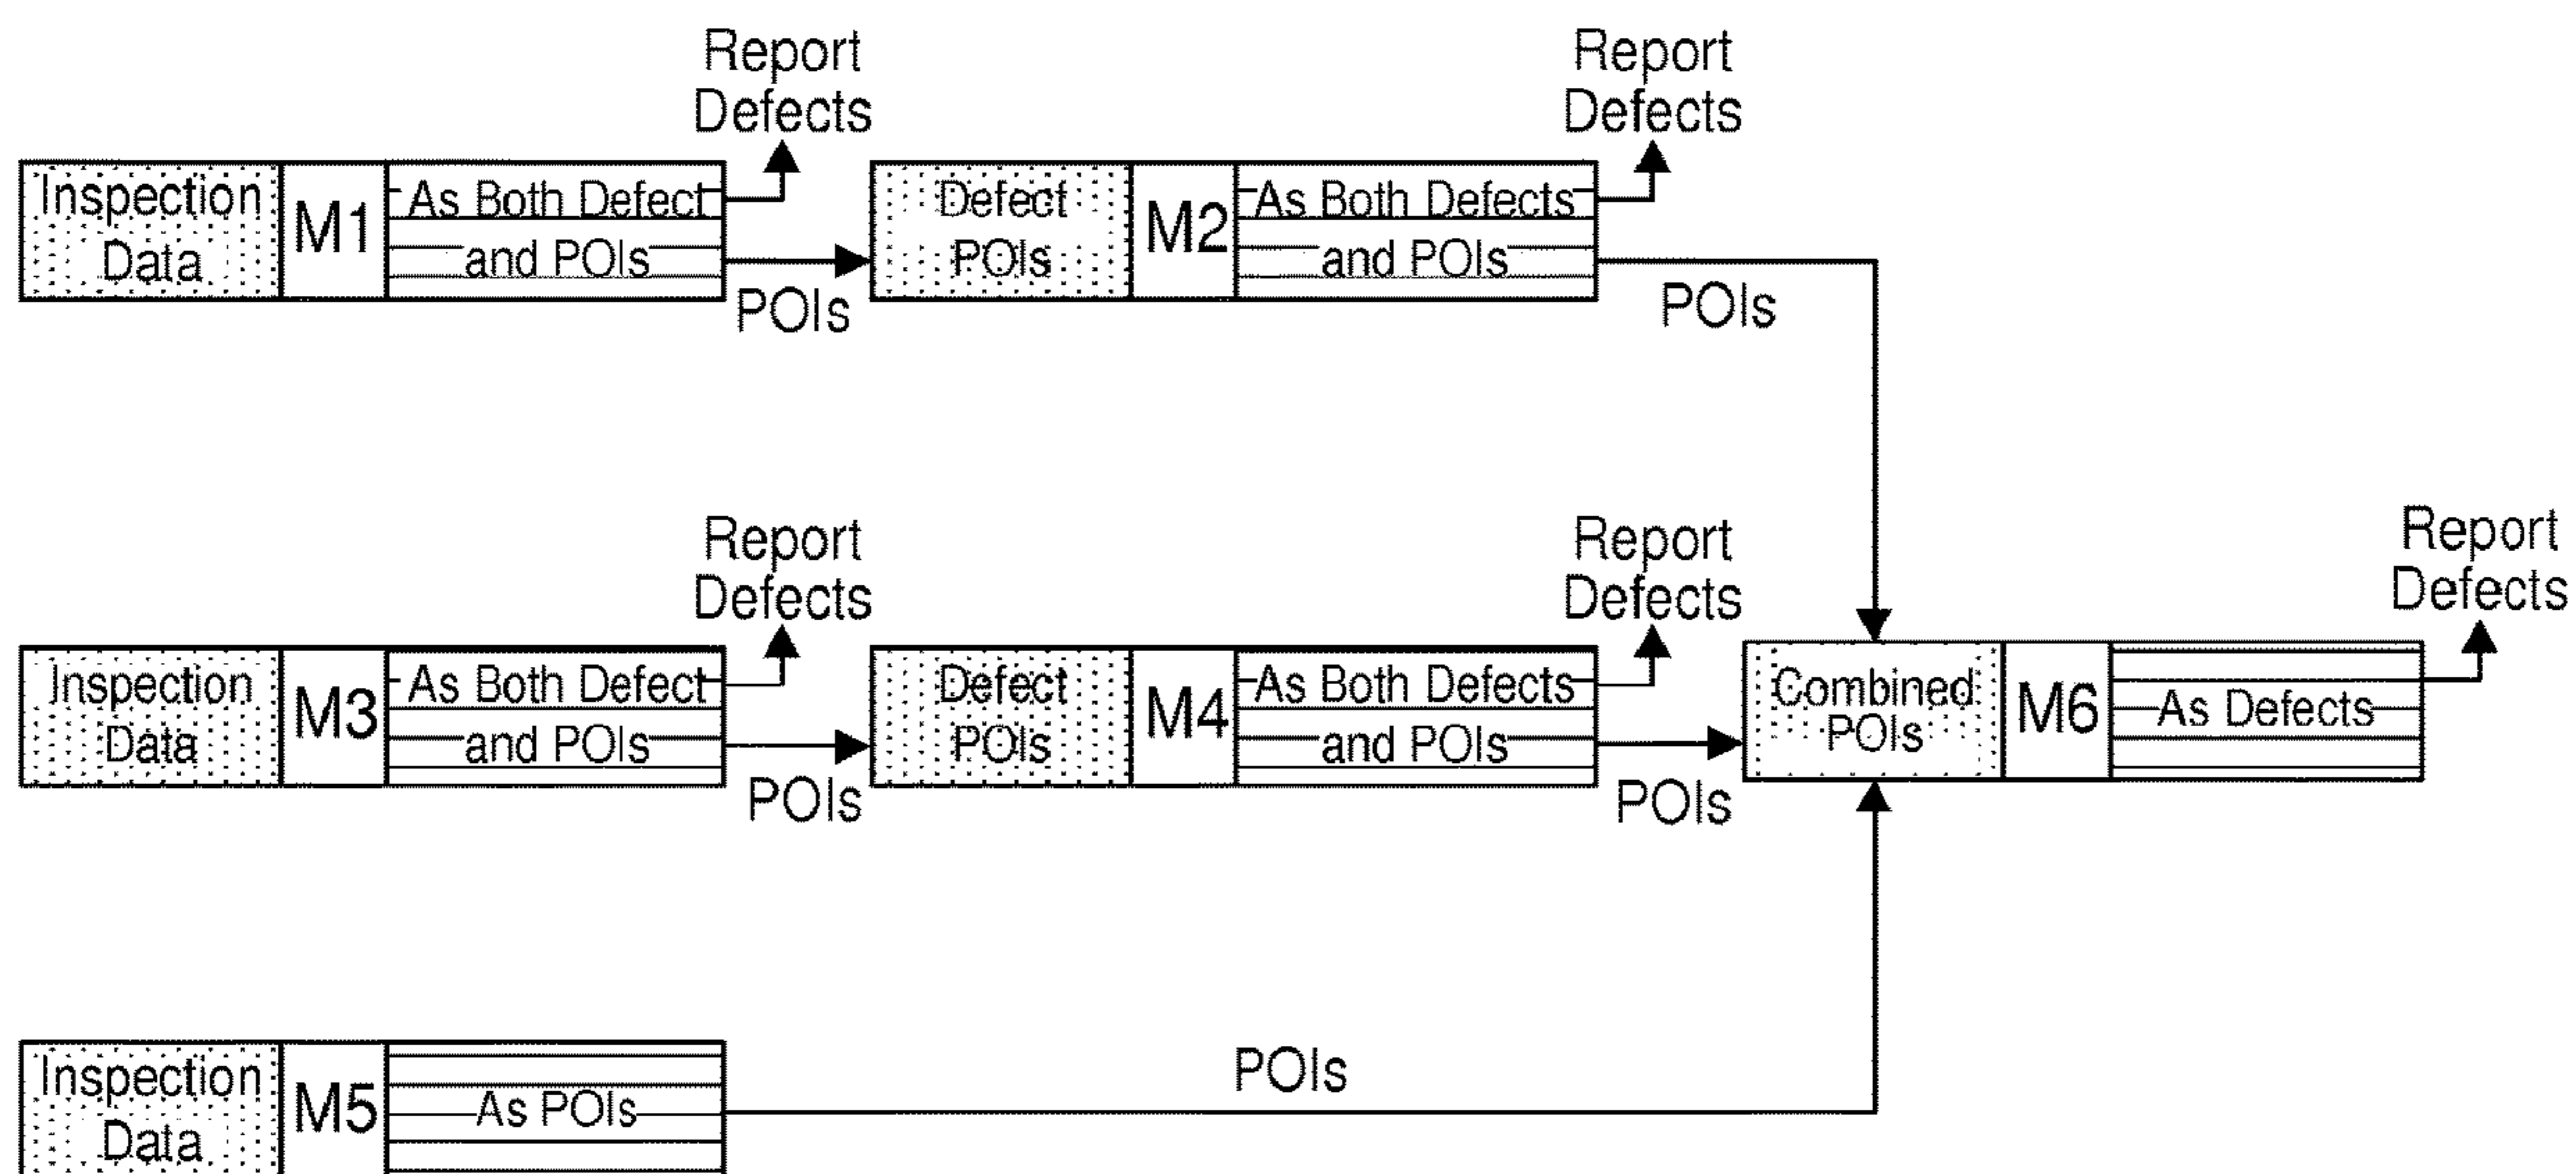 Report
Defects
Report
Defects
Inspection
Data
M1
As Both Defect
and POIs
POIs
Defect
POIs
M2
As Both Defects
and POIs
POIs
Report
Defects
Report
Defects
Report
Defects
Inspection
Data
M3
As Both Defect
and POIs
POIs
Defect
POIs
M4
As Both Defects
and POIs
POIs
Combined
POIs
M6
As Defects
Inspection
Data
M5
As POIs
POIs